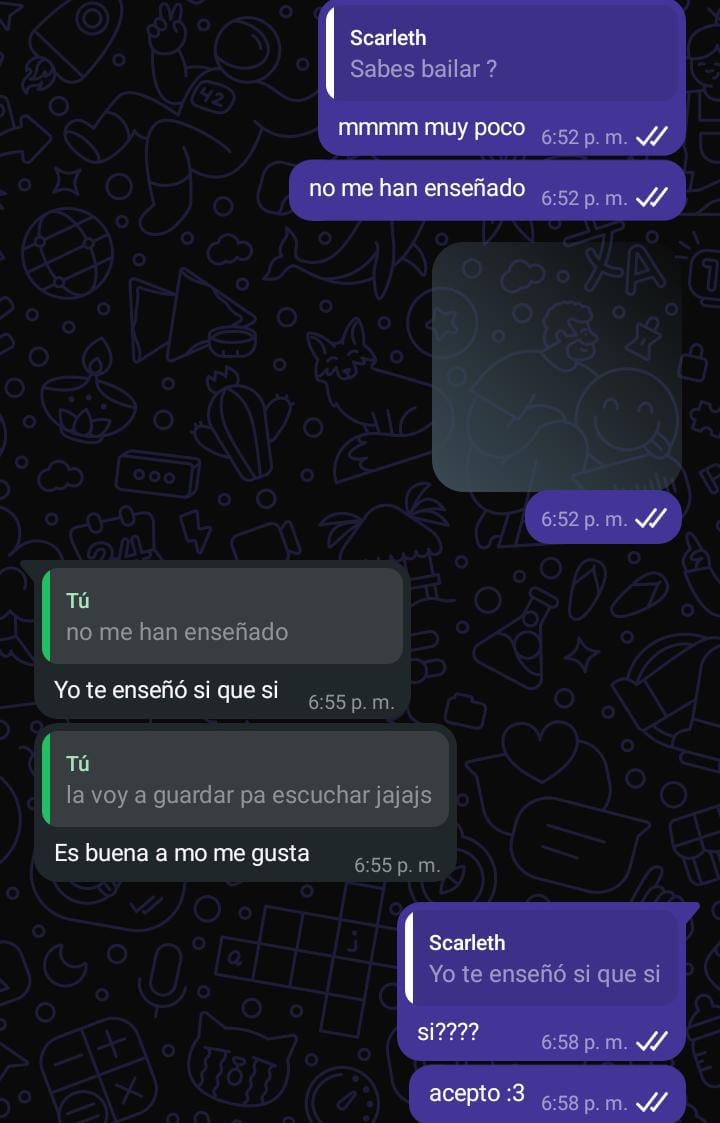 Scarleth
Sabes bailar ?
mmmm muy poco 6:52 p. m.
no me han enseñado 6:52 p. m.
6:52 p. m.
Tú
no me han enseñado
Yo te enseñó si que si 6:55 p. m.
Tú
la voy a guardar pa escuchar jajajs
Es buena a mo me gusta 6:55 p. m.
Scarleth
Yo te enseñó si que si
si???? 6:58 p. m.
acepto :3 6:58 p. m.